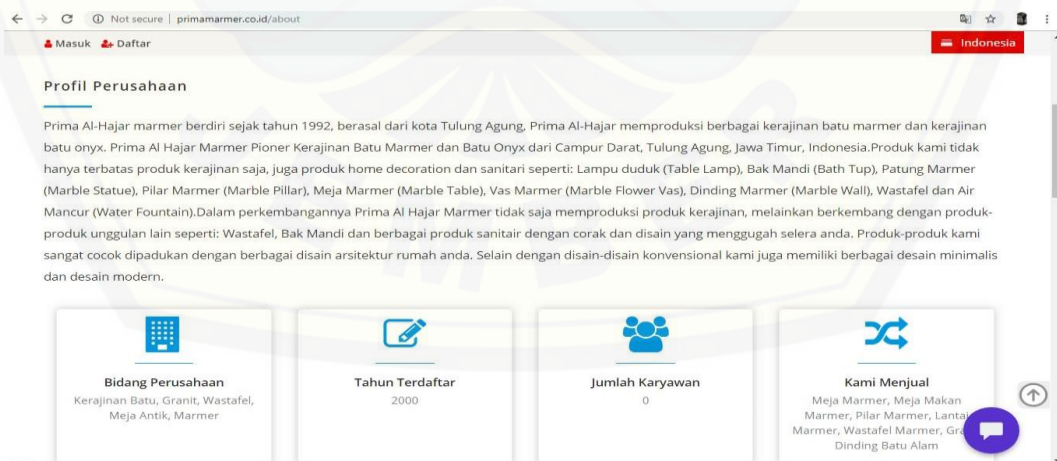 Not secure | primamarmer.co.id/about
Masuk Daftar
Indonesia
Profil Perusahaan
Prima Al-Hajar marmer berdiri sejak tahun 1992, berasal dari kota Tulung Agung, Prima Al-Hajar memproduksi berbagai kerajinan batu marmer dan kerajinan
batu onyx. Prima Al Hajar Marmer Pioner Kerajinan Batu Marmer dan Batu Onyx dari Campur Darat, Tulung Agung, Jawa Timur, Indonesia.Produk kami tidak
hanya terbatas produk kerajinan saja, juga produk home decoration dan sanitari seperti: Lampu duduk (Table Lamp), Bak Mandi (Bath Tup), Patung Marmer
(Marble Statue), Pilar Marmer (Marble Pillar), Meja Marmer (Marble Table), Vas Marmer (Marble Flower Vas), Dinding Marmer (Marble Wall), Wastafel dan Air
Mancur (Water Fountain).Dalam perkembangannya Prima Al Hajar Marmer tidak saja memproduksi produk kerajinan, melainkan berkembang dengan produk-
produk unggulan lain seperti: Wastafel, Bak Mandi dan berbagai produk sanitair dengan corak dan disain yang menggugah selera anda. Produk-produk kami
sangat cocok dipadukan dengan berbagai disain arsitektur rumah anda. Selain dengan disain-disain konvensional kami juga memiliki berbagai desain minimalis
dan desain modern.
Bidang Perusahaan
Kerajinan Batu, Granit, Wastafel,
Meja Antik, Marmer
Tahun Terdaftar
2000
Jumlah Karyawan
0
Kami Menjual
Meja Marmer, Meja Makan
Marmer, Pilar Marmer, Lantai
Marmer, Wastafel Marmer,
Dinding Batu Alam